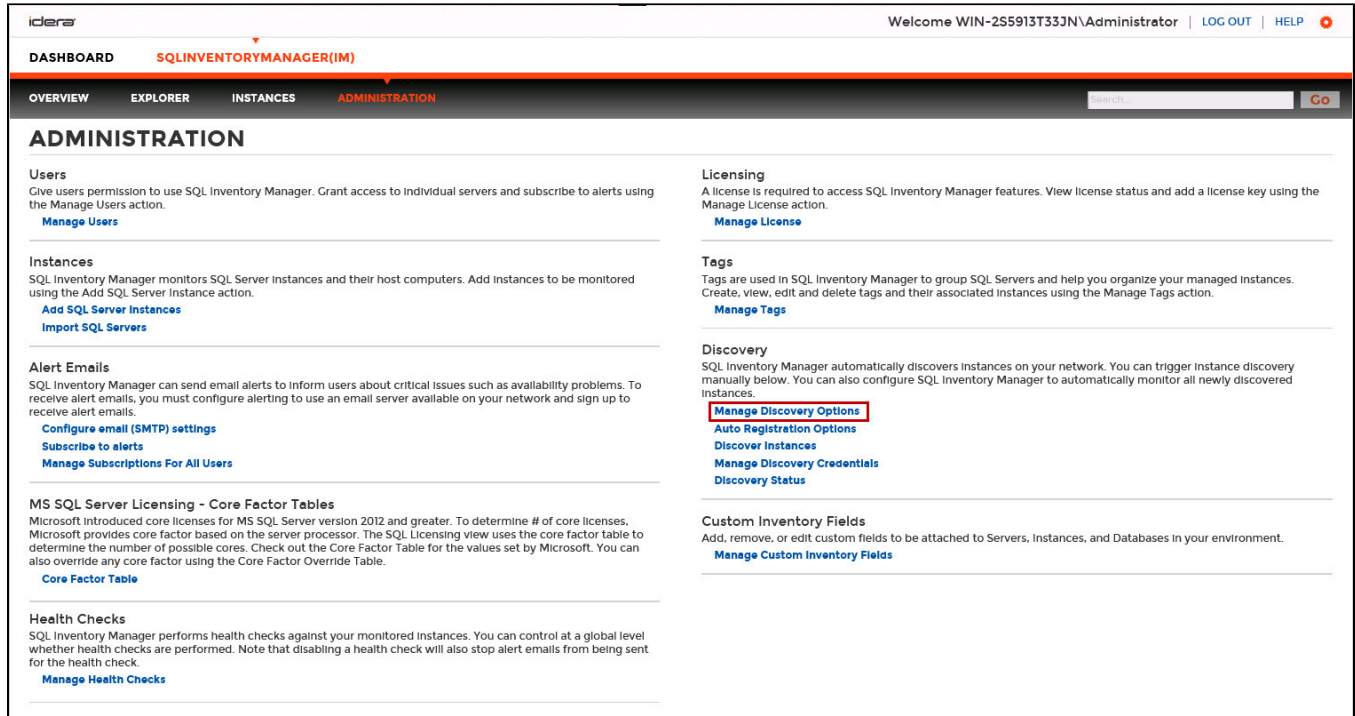 idera
Welcome WIN-2S5913T33JN\Administrator | LOG OUT | HELP
DASHBOARD SQLINVENTORYMANAGER(IM)
OVERVIEW EXPLORER INSTANCES ADMINISTRATION
Search...
Go
ADMINISTRATION
Users
Give users permission to use SQL Inventory Manager. Grant access to individual servers and subscribe to alerts using
the Manage Users action.
Manage Users
Instances
SQL Inventory Manager monitors SQL Server instances and their host computers. Add instances to be monitored
using the Add SQL Server Instance action.
Add SQL Server Instances
Import SQL Servers
Alert Emails
SQL Inventory Manager can send email alerts to inform users about critical issues such as availability problems. To
receive alert emails, you must configure alerting to use an email server available on your network and sign up to
receive alert emails.
Configure email (SMTP) settings
Subscribe to alerts
Manage Subscriptions For All Users
MS SQL Server Licensing - Core Factor Tables
Microsoft introduced core licenses for MS SQL Server version 2012 and greater. To determine # of core licenses,
Microsoft provides core factor based on the server processor. The SQL Licensing view uses the core factor table to
determine the number of possible cores. Check out the Core Factor Table for the values set by Microsoft. You can
also override any core factor using the Core Factor Override Table.
Core Factor Table
Health Checks
SQL Inventory Manager performs health checks against your monitored instances. You can control at a global level
whether health checks are performed. Note that disabling a health check will also stop alert emails from being sent
for the health check.
Manage Health Checks
Licensing
A license is required to access SQL Inventory Manager features. View license status and add a license key using the
Manage License action.
Manage License
Tags
Tags are used in SQL Inventory Manager to group SQL Servers and help you organize your managed instances.
Create, view, edit and delete tags and their associated instances using the Manage Tags action.
Manage Tags
Discovery
SQL Inventory Manager automatically discovers instances on your network. You can trigger instance discovery
manually below. You can also configure SQL Inventory Manager to automatically monitor all newly discovered
instances.
Manage Discovery Options
Auto Registration Options
Discover Instances
Manage Discovery Credentials
Discovery Status
Custom Inventory Fields
Add, remove, or edit custom fields to be attached to Servers, Instances, and Databases in your environment.
Manage Custom Inventory Fields